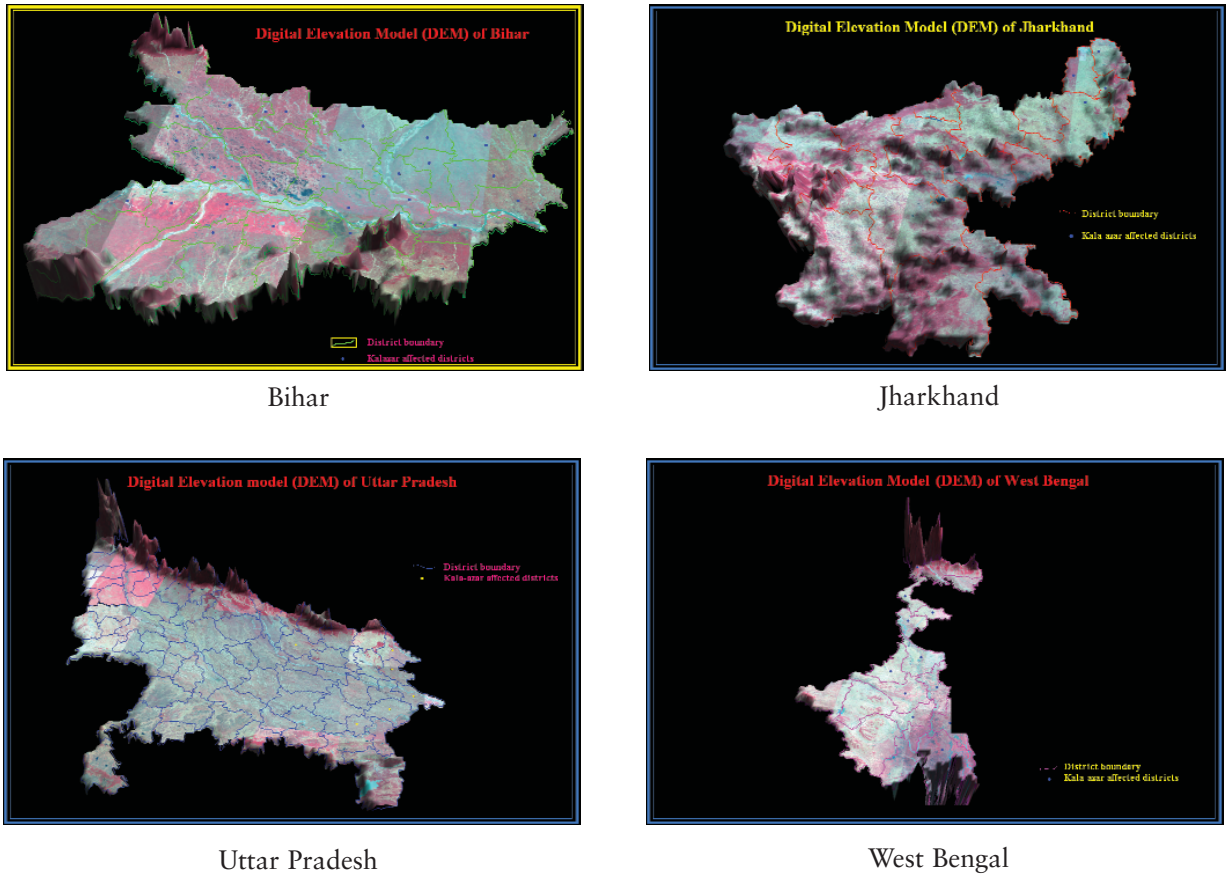 Digital Elevation Model (DEM) of Bihar
District boundary
Kalazar affected districts
Bihar
Digital Elevation Model (DEM) of Jharkhand
District boundary
Kala-azar affected districts
Jharkhand
Digital Elevation model (DEM) of Uttar Pradesh
District boundary
Kala-azar affected districts
Uttar Pradesh
Digital Elevation Model (DEM) of West Bengal
District boundary
Kala-azar affected districts
West Bengal